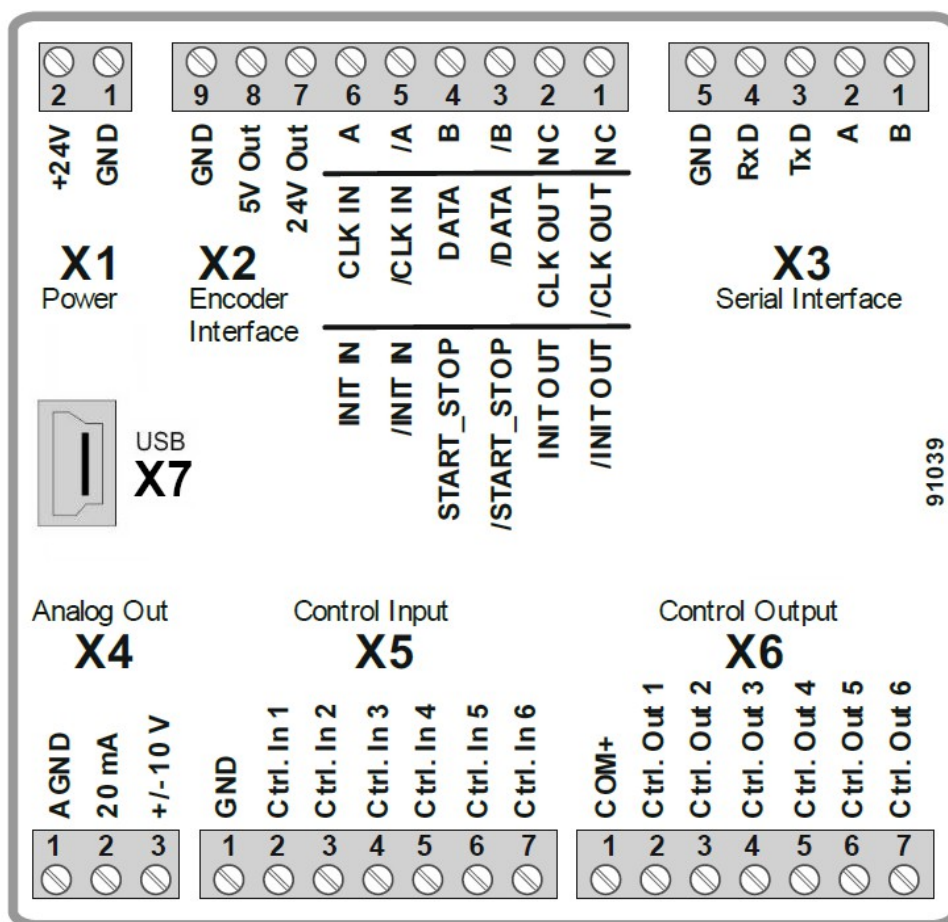 2 1
9 8 7 6 5 4 3 2 1
5 4 3 2 1
+24V
GND
GND
5V Out
24V Out
A
/A
B
/B
NC
NC
GND
RxD
TxD
A
B
CLK IN
/CLK IN
DATA
/DATA
CLK OUT
/CLK OUT
X1
Power
X2
Encoder
Interface
X3
Serial Interface
INIT IN
/INIT IN
START_STOP
/START_STOP
INIT OUT
/INIT OUT
USB
X7
91039
Analog Out
X4
Control Input
X5
Control Output
X6
AGND
20 mA
+/-10 V
GND
Ctrl. In 1
Ctrl. In 2
Ctrl. In 3
Ctrl. In 4
Ctrl. In 5
Ctrl. In 6
COM+
Ctrl. Out 1
Ctrl. Out 2
Ctrl. Out 3
Ctrl. Out 4
Ctrl. Out 5
Ctrl. Out 6
1 2 3
1 2 3 4 5 6 7
1 2 3 4 5 6 7